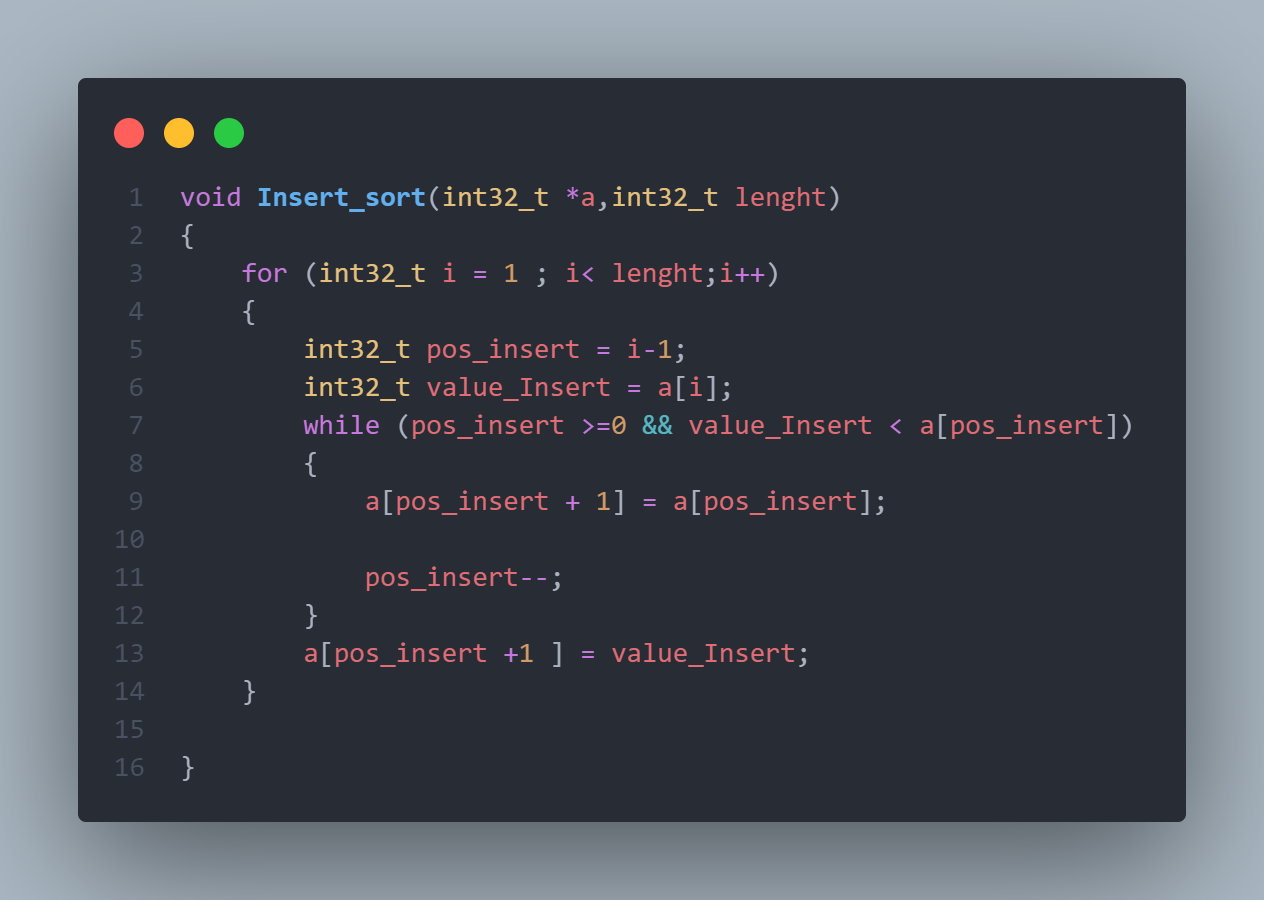 1 void Insert_sort(int32_t *a,int32_t lenght)
2 {
3     for (int32_t i = 1 ; i< lenght;i++)
4     {
5         int32_t pos_insert = i-1;
6         int32_t value_Insert = a[i];
7         while (pos_insert >=0 && value_Insert < a[pos_insert])
8         {
9             a[pos_insert + 1] = a[pos_insert];
10
11             pos_insert--;
12         }
13         a[pos_insert +1 ] = value_Insert;
14     }
15
16 }